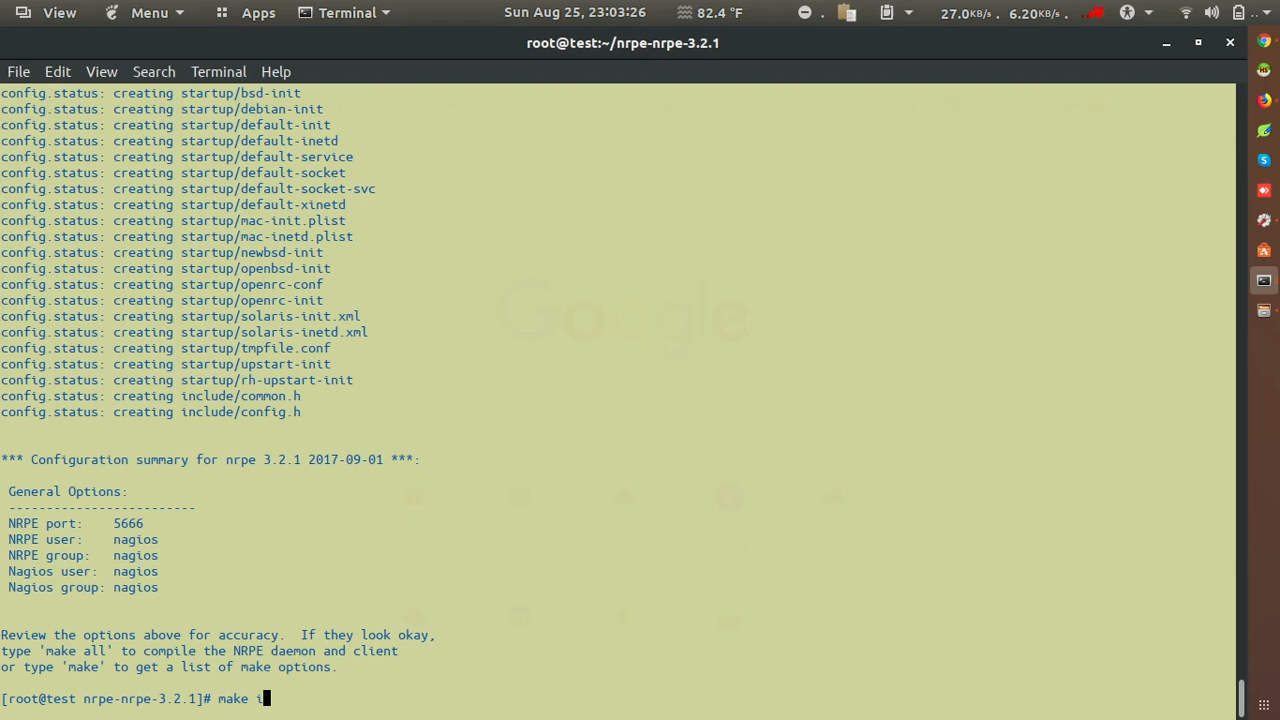 View Menu Apps Terminal Sun Aug 25, 23:03:26 82.4 °F 27.0KB/s. 6.20KB/s.
root@test:~/nrpe-nrpe-3.2.1
File Edit View Search Terminal Help
config.status: creating startup/bsd-init
config.status: creating startup/debian-init
config.status: creating startup/default-init
config.status: creating startup/default-inetd
config.status: creating startup/default-service
config.status: creating startup/default-socket
config.status: creating startup/default-socket-svc
config.status: creating startup/default-xinetd
config.status: creating startup/mac-init.plist
config.status: creating startup/mac-inetd.plist
config.status: creating startup/newbsd-init
config.status: creating startup/openbsd-init
config.status: creating startup/openrc-conf
config.status: creating startup/openrc-init
config.status: creating startup/solaris-init.xml
config.status: creating startup/solaris-inetd.xml
config.status: creating startup/tmpfile.conf
config.status: creating startup/upstart-init
config.status: creating startup/rh-upstart-init
config.status: creating include/common.h
config.status: creating include/config.h
Google
*** Configuration summary for nrpe 3.2.1 2017-09-01 ***:
General Options:
-------------------------
NRPE port: 5666
NRPE user: nagios
NRPE group: nagios
Nagios user: nagios
Nagios group: nagios
Review the options above for accuracy. If they look okay,
type 'make all' to compile the NRPE daemon and client
or type 'make' to get a list of make options.
[root@test nrpe-nrpe-3.2.1]# make i